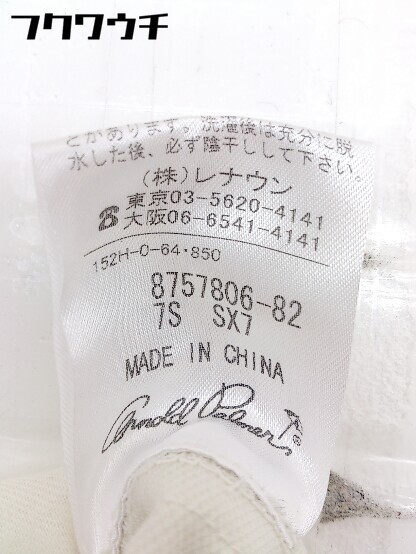 フクワウチ
とがあります。洗濯後は充分に脱
水した後、必ず陰干しして下さい。
(株)レナウン
東京03-5620-4141
☎大阪06-6541-4141
152H-0-64・850
8757806-82
7S SX7
MADE IN CHINA
Arnold Palmer